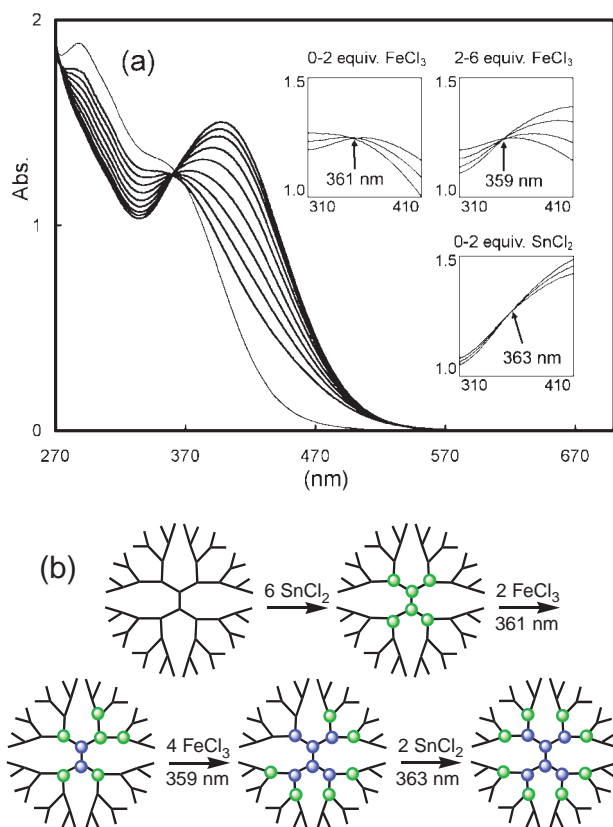 2
(a)
0-2 equiv. FeCl3
2-6 equiv. FeCl3
1.5
361 nm
1.0
310
410
1.5
359 nm
1.0
310
410
0-2 equiv. SnCl2
1.5
363 nm
1.0
310
410
Abs.
1
0
270
370
470
570
670
(nm)
(b)
6 SnCl2
2 FeCl3
361 nm
4 FeCl3
359 nm
2 SnCl2
363 nm